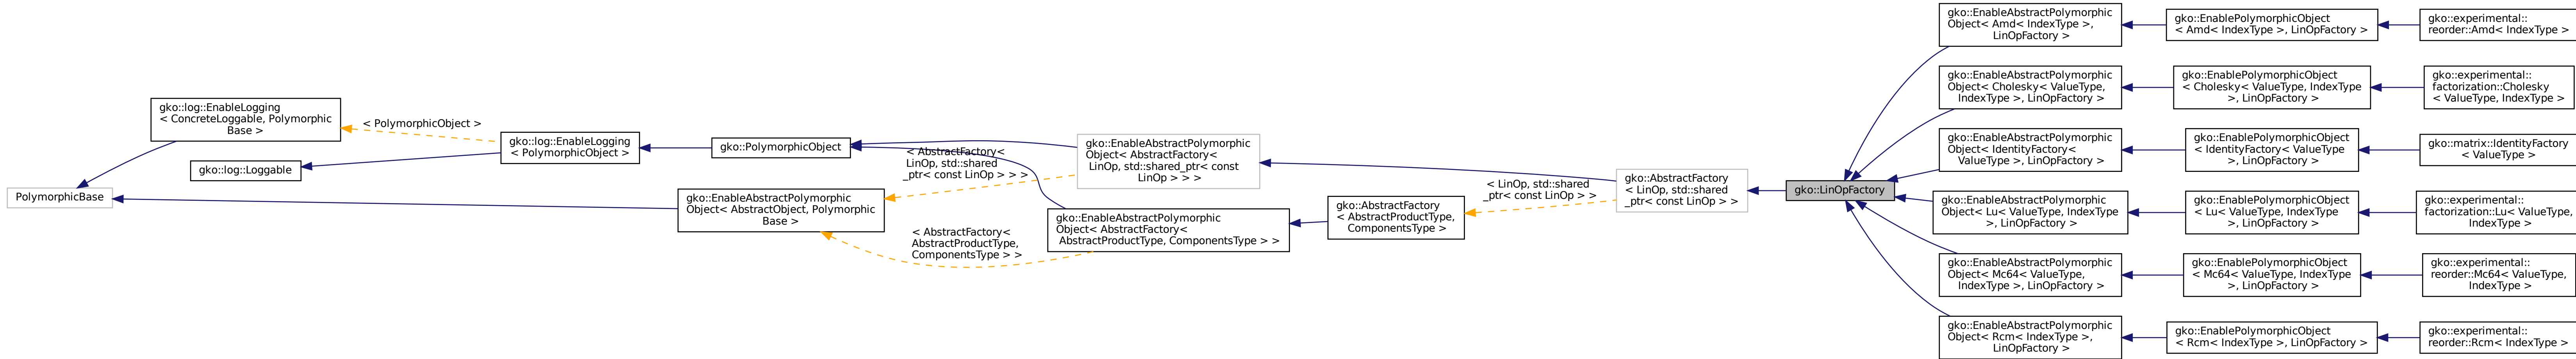 PolymorphicBase
gko::log::EnableLogging
< ConcreteLoggable, Polymorphic
Base >
gko::log::Loggable
< PolymorphicObject >
gko::log::EnableLogging
< PolymorphicObject >
gko::PolymorphicObject
gko::EnableAbstractPolymorphic
Object< AbstractObject, Polymorphic
Base >
< AbstractFactory<
LinOp, std::shared
_ptr< const LinOp > > >
< AbstractFactory<
AbstractProductType,
ComponentsType > >
gko::EnableAbstractPolymorphic
Object< AbstractFactory<
LinOp, std::shared_ptr< const
LinOp > > >
gko::EnableAbstractPolymorphic
Object< AbstractFactory<
AbstractProductType, ComponentsType > >
gko::AbstractFactory
< AbstractProductType,
ComponentsType >
< LinOp, std::shared
_ptr< const LinOp > >
gko::AbstractFactory
< LinOp, std::shared
_ptr< const LinOp > >
gko::LinOpFactory
gko::EnableAbstractPolymorphic
Object< Amd< IndexType >,
LinOpFactory >
gko::EnablePolymorphicObject
< Amd< IndexType >, LinOpFactory >
gko::experimental::
reorder::Amd< IndexType >
gko::EnableAbstractPolymorphic
Object< Cholesky< ValueType,
IndexType >, LinOpFactory >
gko::EnablePolymorphicObject
< Cholesky< ValueType, IndexType
>, LinOpFactory >
gko::experimental::
factorization::Cholesky
< ValueType, IndexType >
gko::EnableAbstractPolymorphic
Object< IdentityFactory<
ValueType >, LinOpFactory >
gko::EnablePolymorphicObject
< IdentityFactory< ValueType
>, LinOpFactory >
gko::matrix::IdentityFactory
< ValueType >
gko::EnableAbstractPolymorphic
Object< Lu< ValueType, IndexType
>, LinOpFactory >
gko::EnablePolymorphicObject
< Lu< ValueType, IndexType
>, LinOpFactory >
gko::experimental::
factorization::Lu< ValueType,
IndexType >
gko::EnableAbstractPolymorphic
Object< Mc64< ValueType,
IndexType >, LinOpFactory >
gko::EnablePolymorphicObject
< Mc64< ValueType, IndexType
>, LinOpFactory >
gko::experimental::
reorder::Mc64< ValueType,
IndexType >
gko::EnableAbstractPolymorphic
Object< Rcm< IndexType >,
LinOpFactory >
gko::EnablePolymorphicObject
< Rcm< IndexType >, LinOpFactory >
gko::experimental::
reorder::Rcm< IndexType >